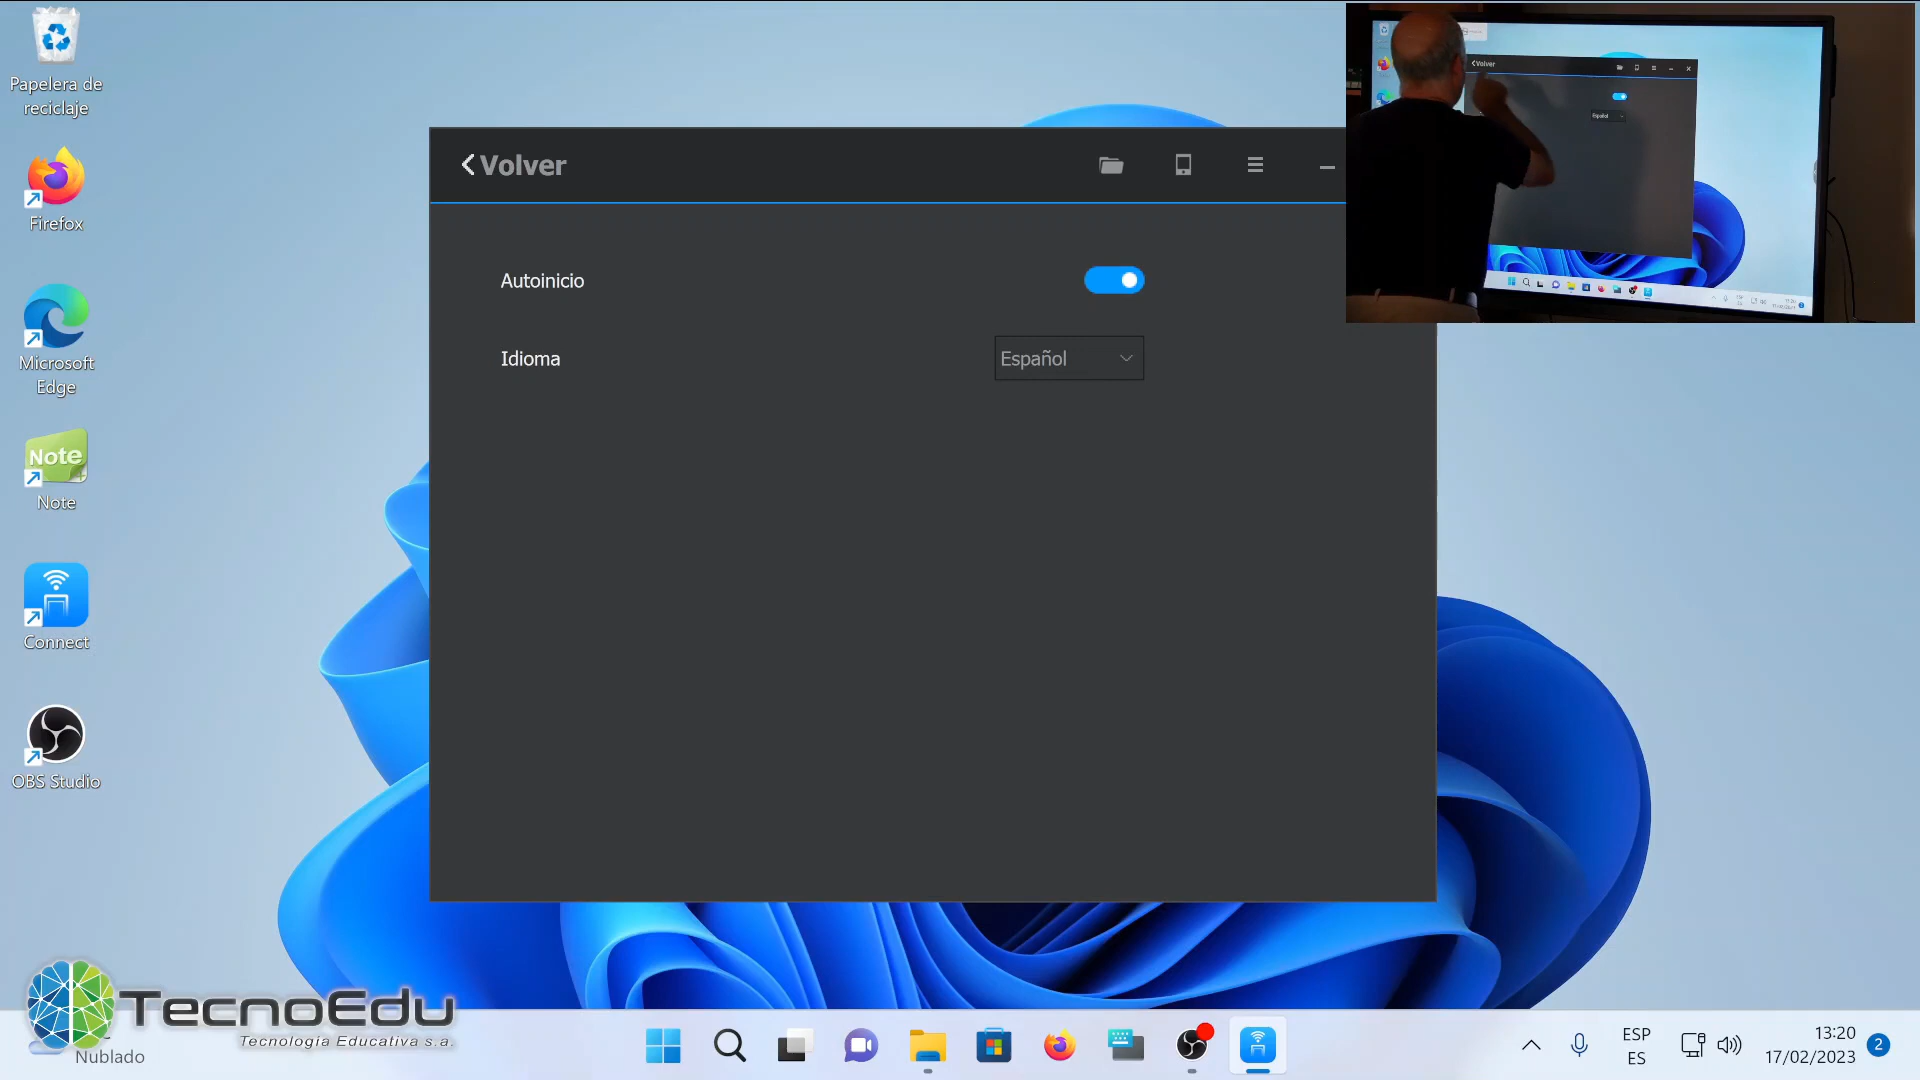 Papelera de
reciclaje
Firefox
Microsoft
Edge
Note
Note
Connect
OBS Studio
Volver
Autoinicio
Idioma
Español
Volver
Español
TecnoEdu
Tecnología Educativa s.a.
Nublado
ESP
ES
13:20
17/02/2023
2